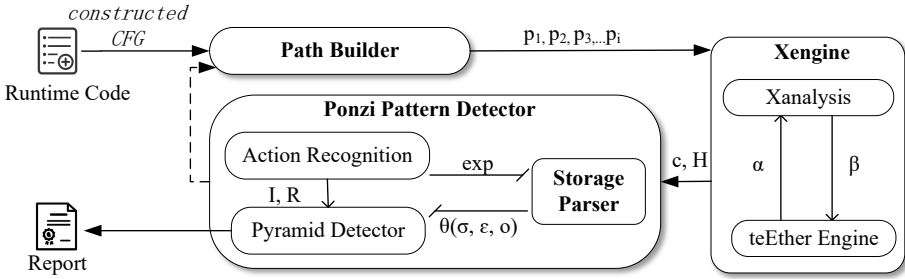 constructed
CFG
Runtime Code
Path Builder
p1, p2, p3,...pi
Xengine
Xanalysis
α
β
teEther Engine
c, H
Ponzi Pattern Detector
Action Recognition
exp
Storage
Parser
I, R
θ(σ, ε, o)
Pyramid Detector
Report